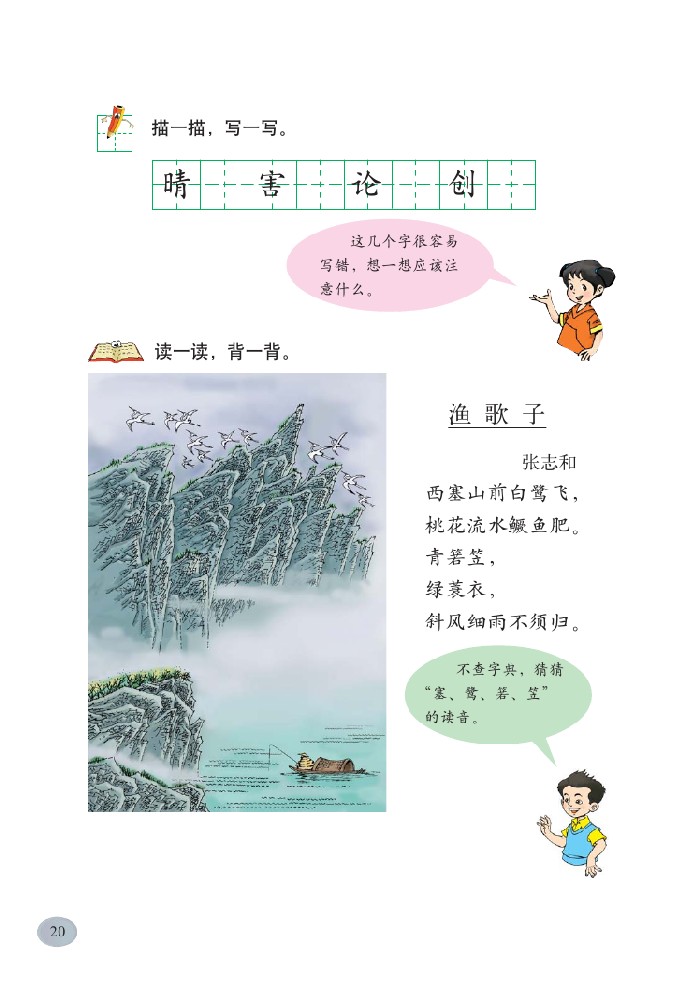 描一描，写一写。
晴 害 论 创
这几个字很容易
写错，想一想应该注
意什么。
读一读，背一背。
渔歌子
张志和
西塞山前白鹭飞，
桃花流水鳜鱼肥。
青箬笠，
绿蓑衣，
斜风细雨不须归。
不查字典，猜猜
“塞、鹭、箬、笠”
的读音。
20